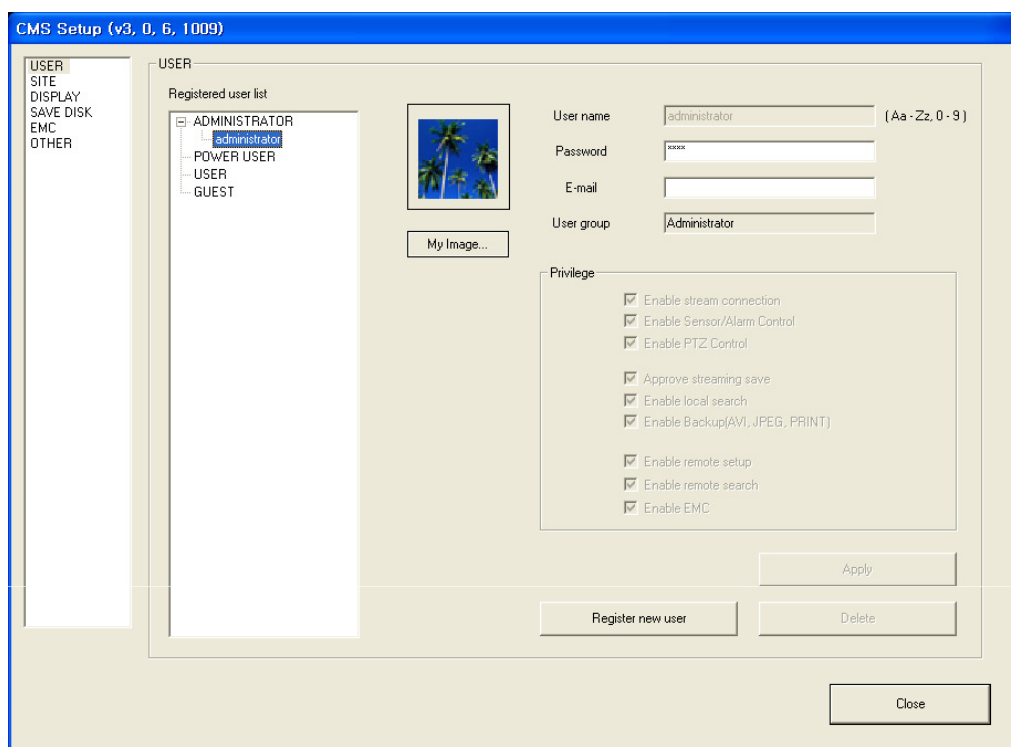 CMS Setup (v3, 0, 6, 1009)
USER
SITE
DISPLAY
SAVE DISK
EMC
OTHER
USER
Registered user list
ADMINISTRATOR
administrator
POWER USER
USER
GUEST
My Image...
User name administrator ( Aa - Zz, 0 - 9 )
Password ****
E-mail
User group Administrator
Privilege
Enable stream connection
Enable Sensor/Alarm Control
Enable PTZ Control
Approve streaming save
Enable local search
Enable Backup(AVI, JPEG, PRINT)
Enable remote setup
Enable remote search
Enable EMC
Apply
Register new user
Delete
Close